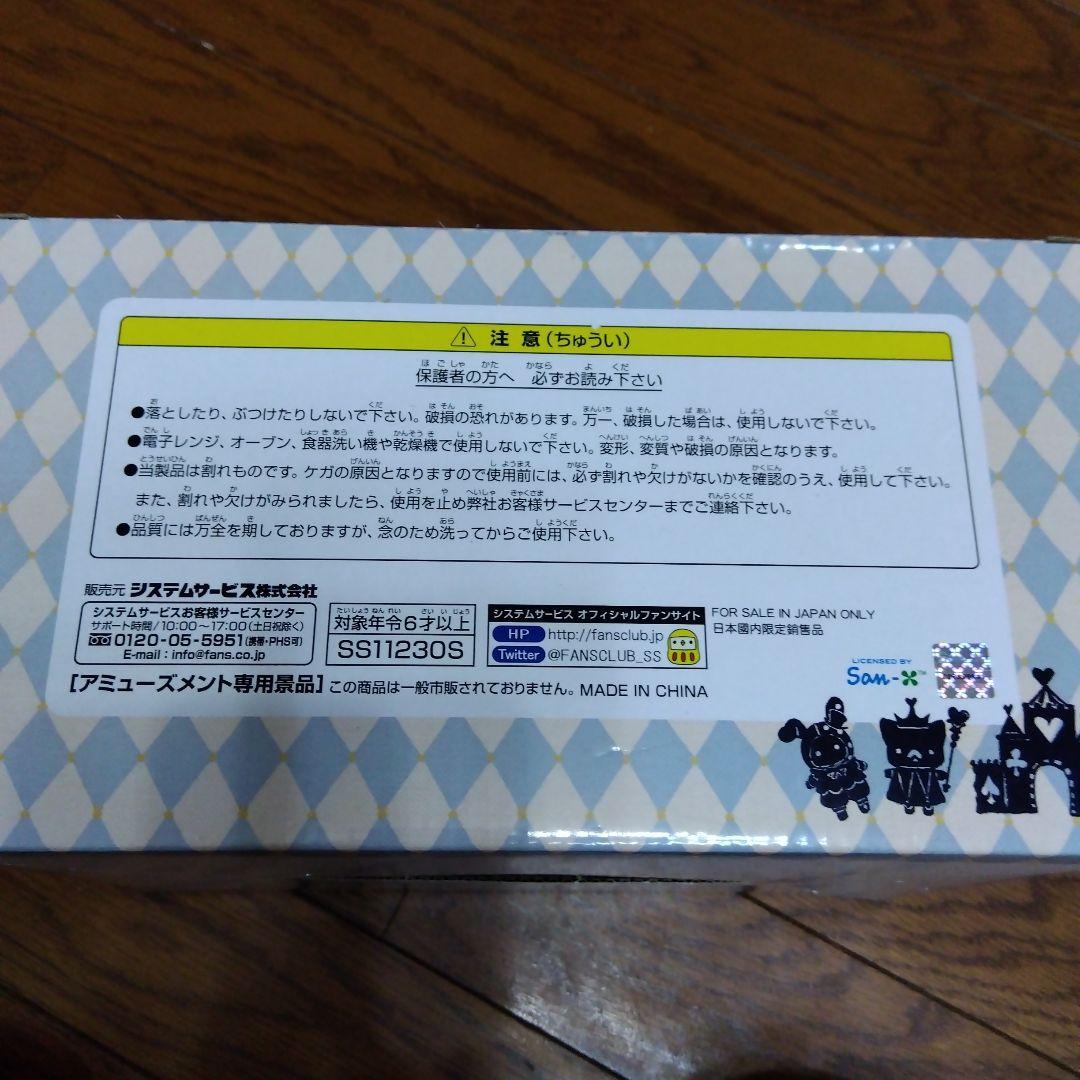 注意(ちゅうい)
保護者の方へ 必ずお読み下さい
●落としたり、ぶつけたりしないで下さい。破損の恐れがあります。万一、破損した場合は、使用しないで下さい。
●電子レンジ、オーブン、食器洗い機や乾燥機で使用しないで下さい。変形、変質や破損の原因となります。
●当製品は割れものです。ケガの原因となりますので使用前には、必ず割れや欠けがないかを確認のうえ、使用して下さい。
また、割れや欠けがみられましたら、使用を止め弊社お客様サービスセンターまでご連絡下さい。
●品質には万全を期しておりますが、念のため洗ってからご使用下さい。
販売元 システムサービス株式会社
システムサービスお客様サービスセンター
サポート時間/10:00〜17:00(土日祝除く)
0120-05-5951(携帯・PHS可)
E-mail : info@fans.co.jp
対象年令6才以上
SS11230S
システムサービス オフィシャルファンサイト
HP http://fansclub.jp
Twitter @FANSCLUB_SS
FOR SALE IN JAPAN ONLY
日本國内限定銷售品
[アミューズメント専用景品] この商品は一般市販されておりません。 MADE IN CHINA
LICENSED BY
San-X™